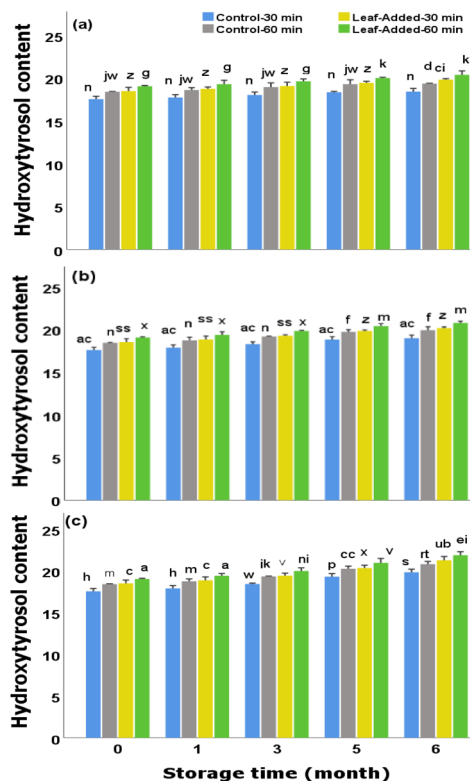 Control-30 min Leaf-Added-30 min
Control-60 min Leaf-Added-60 min
(a)
Hydroxytyrosol content
25
20
15
10
5
0
n jw z g n jw z g n jw z g n jw z k n d ci k
(b)
Hydroxytyrosol content
25
20
15
10
5
0
ac n ss x ac n ss x ac n ss x ac f z m ac f z m
(c)
Hydroxytyrosol content
25
20
15
10
5
0
h m c a h m c a w ik v ni p cc x v s rt ub ei
0 1 3 5 6
Storage time (month)